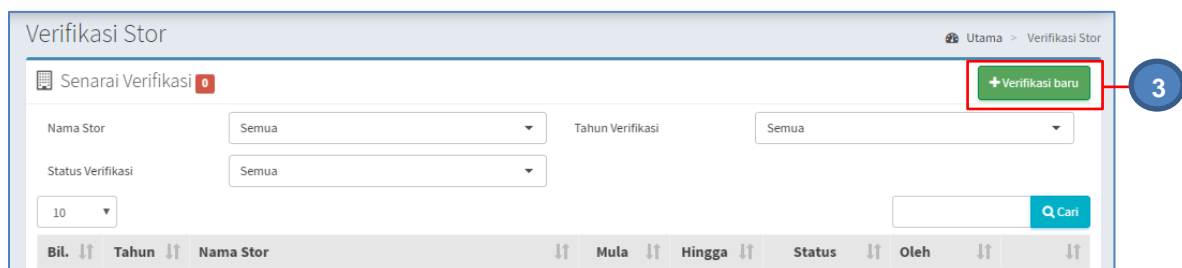 Verifikasi Stor
Utama > Verifikasi Stor
Senarai Verifikasi 0
+ Verifikasi baru
3
Nama Stor Semua Tahun Verifikasi Semua
Status Verifikasi Semua
10 Cari
Bil. Tahun Nama Stor Mula Hingga Status Oleh